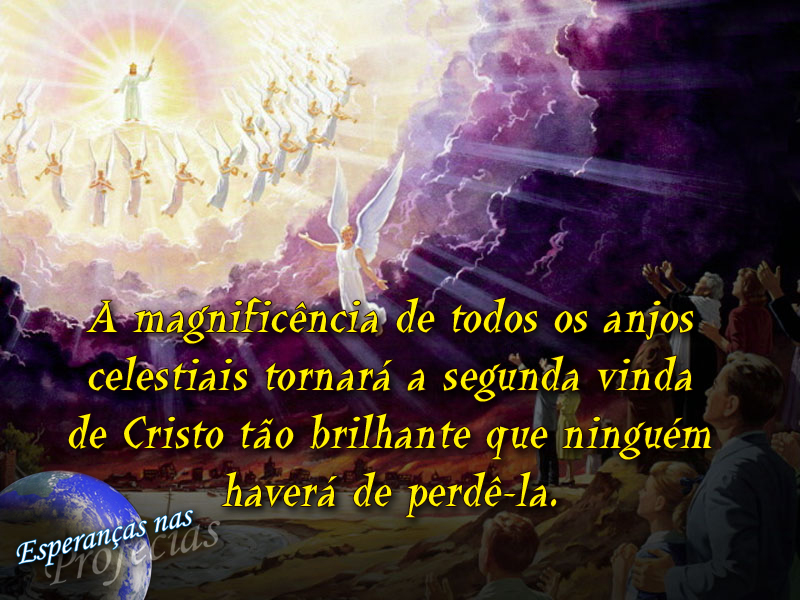 A magnificência de todos os anjos
celestiais tornará a segunda vinda
de Cristo tão brilhante que ninguém
haverá de perdê-la.
Esperanças nas
Profecias